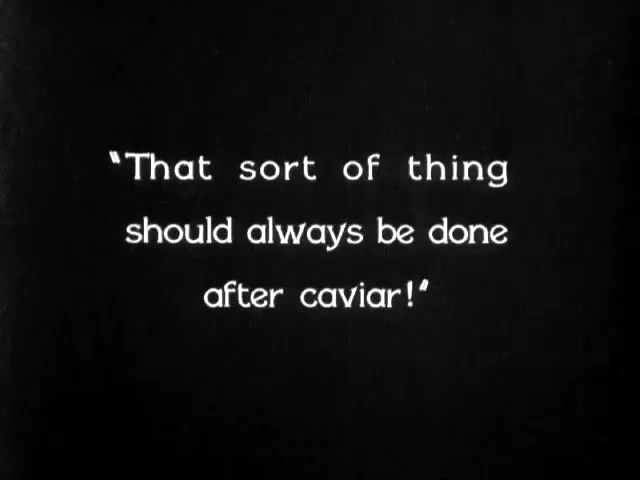 "That sort of thing
should always be done
after caviar!"